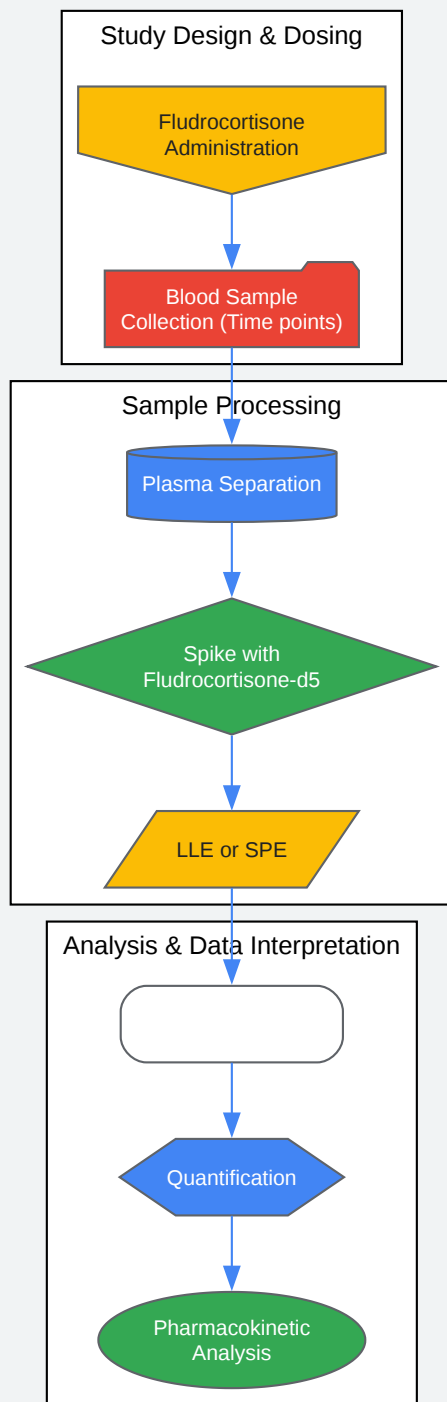 Study Design & Dosing
Fludrocortisone
Administration
Blood Sample
Collection (Time points)
Sample Processing
Plasma Separation
Spike with
Fludrocortisone-d5
LLE or SPE
Analysis & Data Interpretation
Quantification
Pharmacokinetic
Analysis